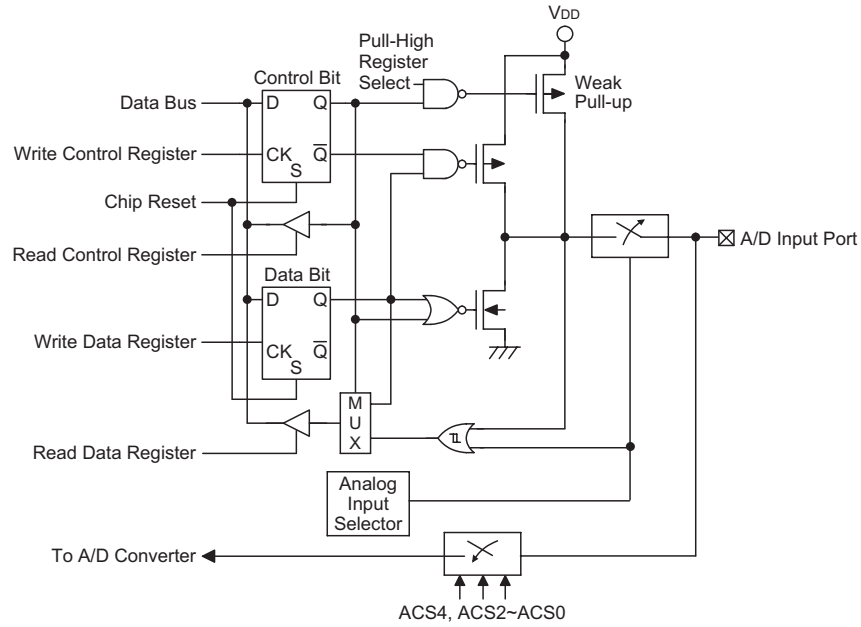 VDD
Pull-High
Register
Select
Weak
Pull-up
Control Bit
Data Bus
D
Q
Write Control Register
CK
Q
S
Chip Reset
Read Control Register
A/D Input Port
Data Bit
D
Q
Write Data Register
CK
Q
S
M
U
X
Read Data Register
Analog
Input
Selector
To A/D Converter
ACS4, ACS2~ACS0